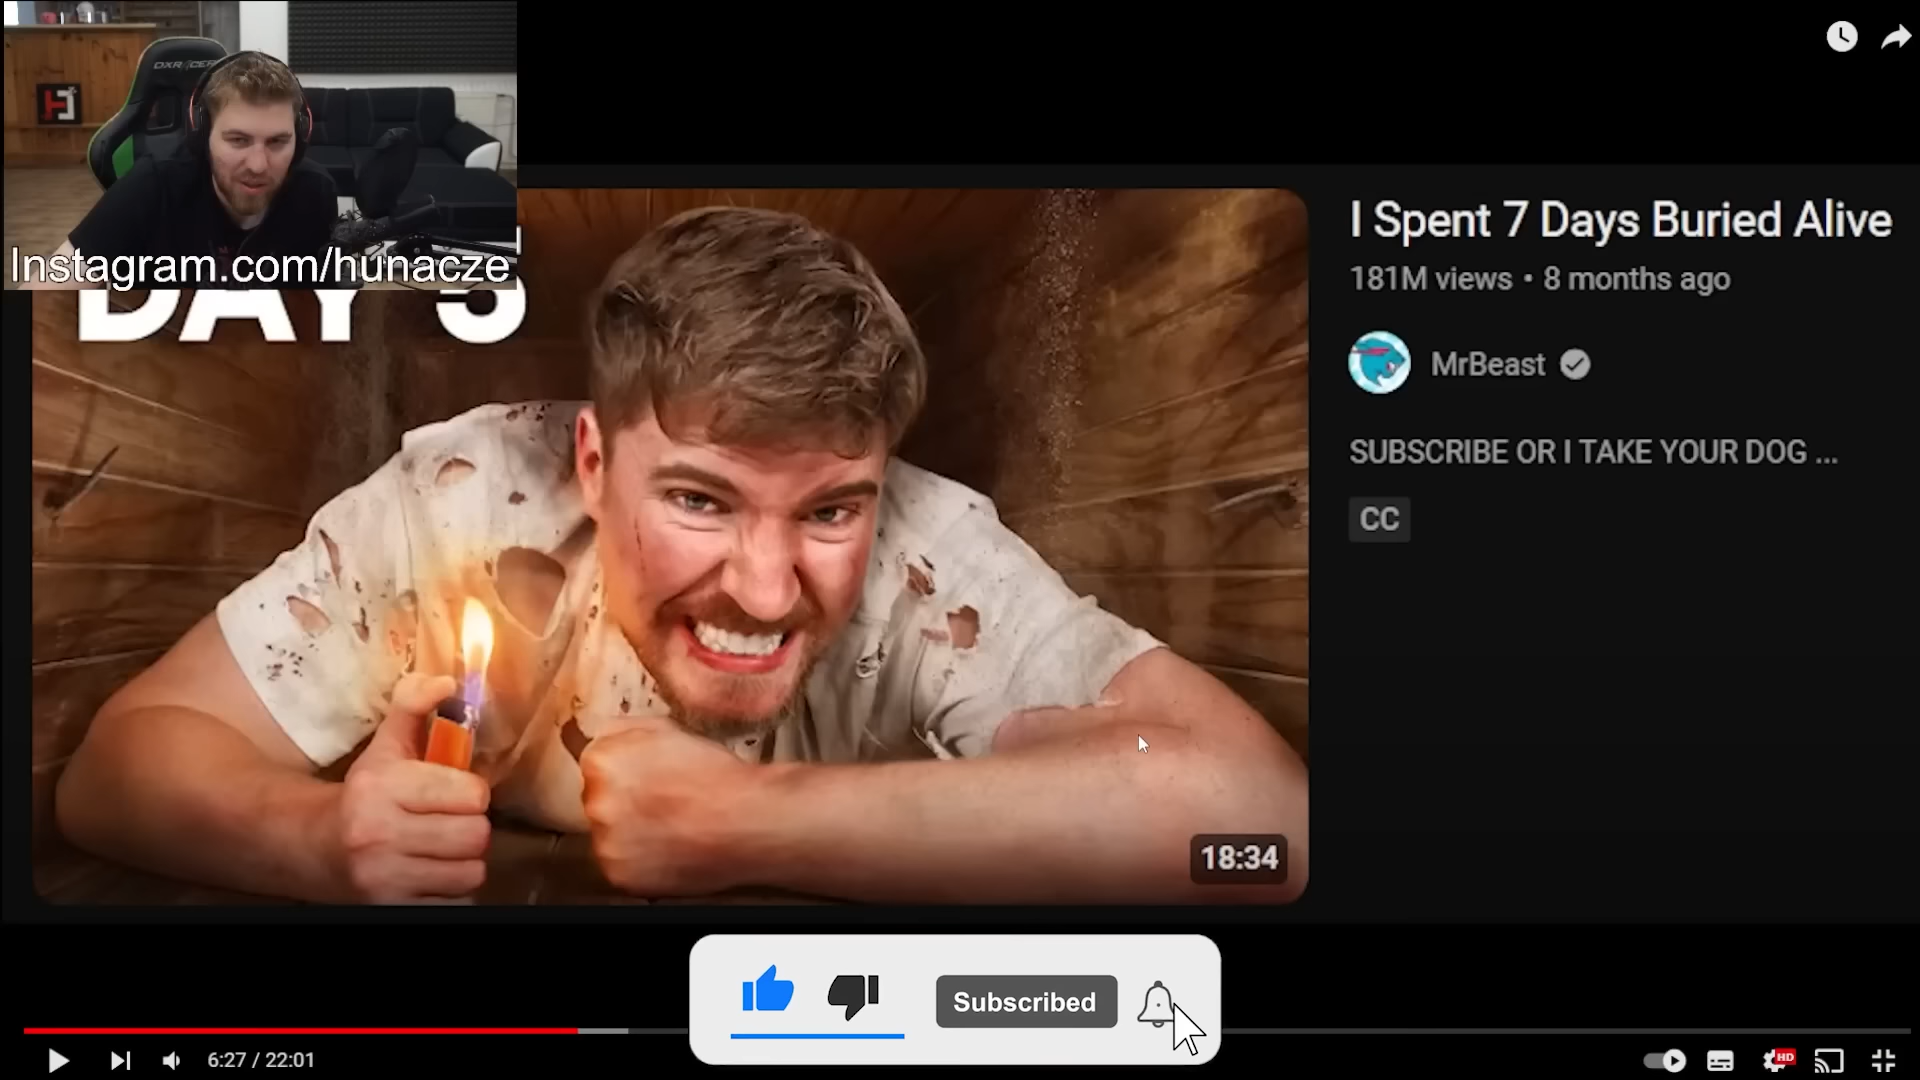 DXRACER
Instagram.com/hunacze
DAY 5
I Spent 7 Days Buried Alive
181M views • 8 months ago
MrBeast
SUBSCRIBE OR I TAKE YOUR DOG ...
CC
18:34
Subscribed
6:27 / 22:01
HD